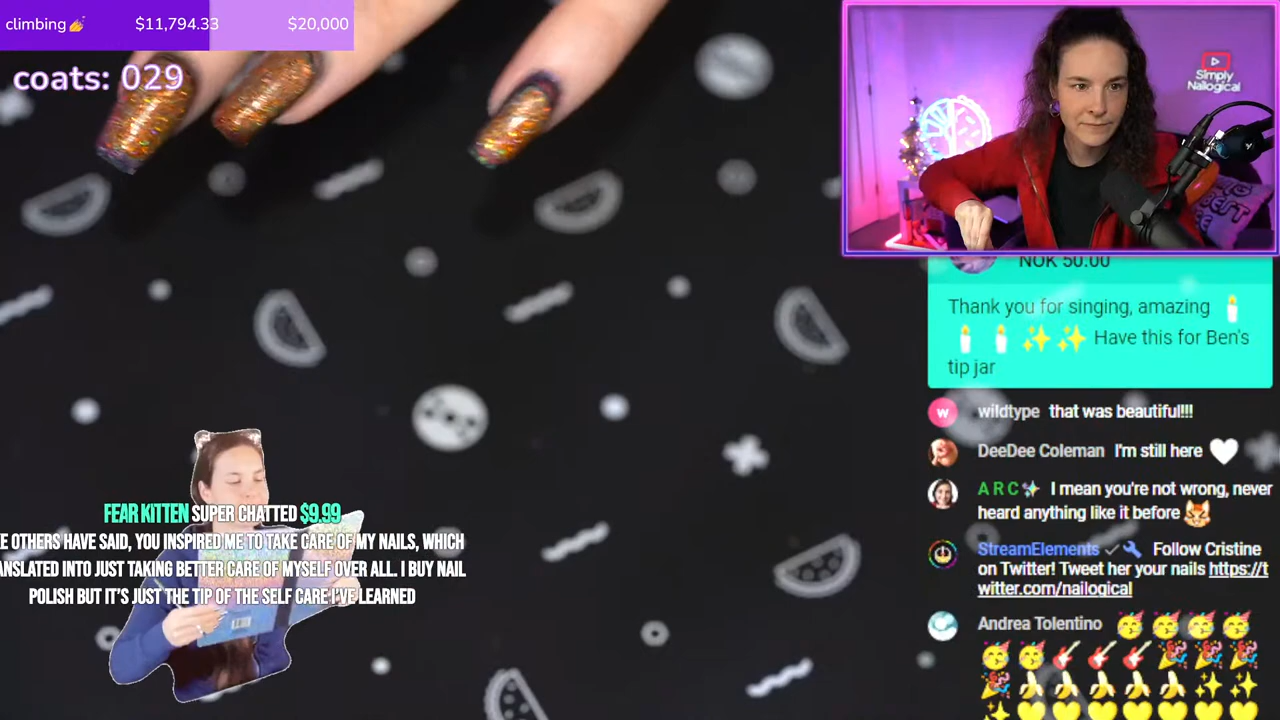 climbing💅 $11,794.33 $20,000
coats: 029
Simply
Nailogical
NOK 50.00
Thank you for singing, amazing 🕯️
🕯️ 🕯️ ✨ ✨ Have this for Ben's
tip jar
wildtype that was beautiful!!!
DeeDee Coleman I'm still here 🤍
A R C✨ I mean you're not wrong, never
heard anything like it before 😼
StreamElements ✓🔧 Follow Cristine
on Twitter! Tweet her your nails https://t
witter.com/nailogical
Andrea Tolentino 🥳 🥳 🥳 🥳
🥳 🥳 🎸 🎸 🎸 🎉 🎉 🎉
🎉 🍌 🍌 🍌 🍌 🍌 ✨ ✨
✨ 💛 💛 💛 💛 💛 💛 💛
FEAR KITTEN SUPER CHATTED $9.99
OTHERS HAVE SAID, YOU INSPIRED ME TO TAKE CARE OF MY NAILS, WHICH
INTO JUST TAKING BETTER CARE OF MYSELF OVER ALL. I BUY NAIL
POLISH BUT IT'S JUST THE TIP OF THE SELF CARE I'VE LEARNED